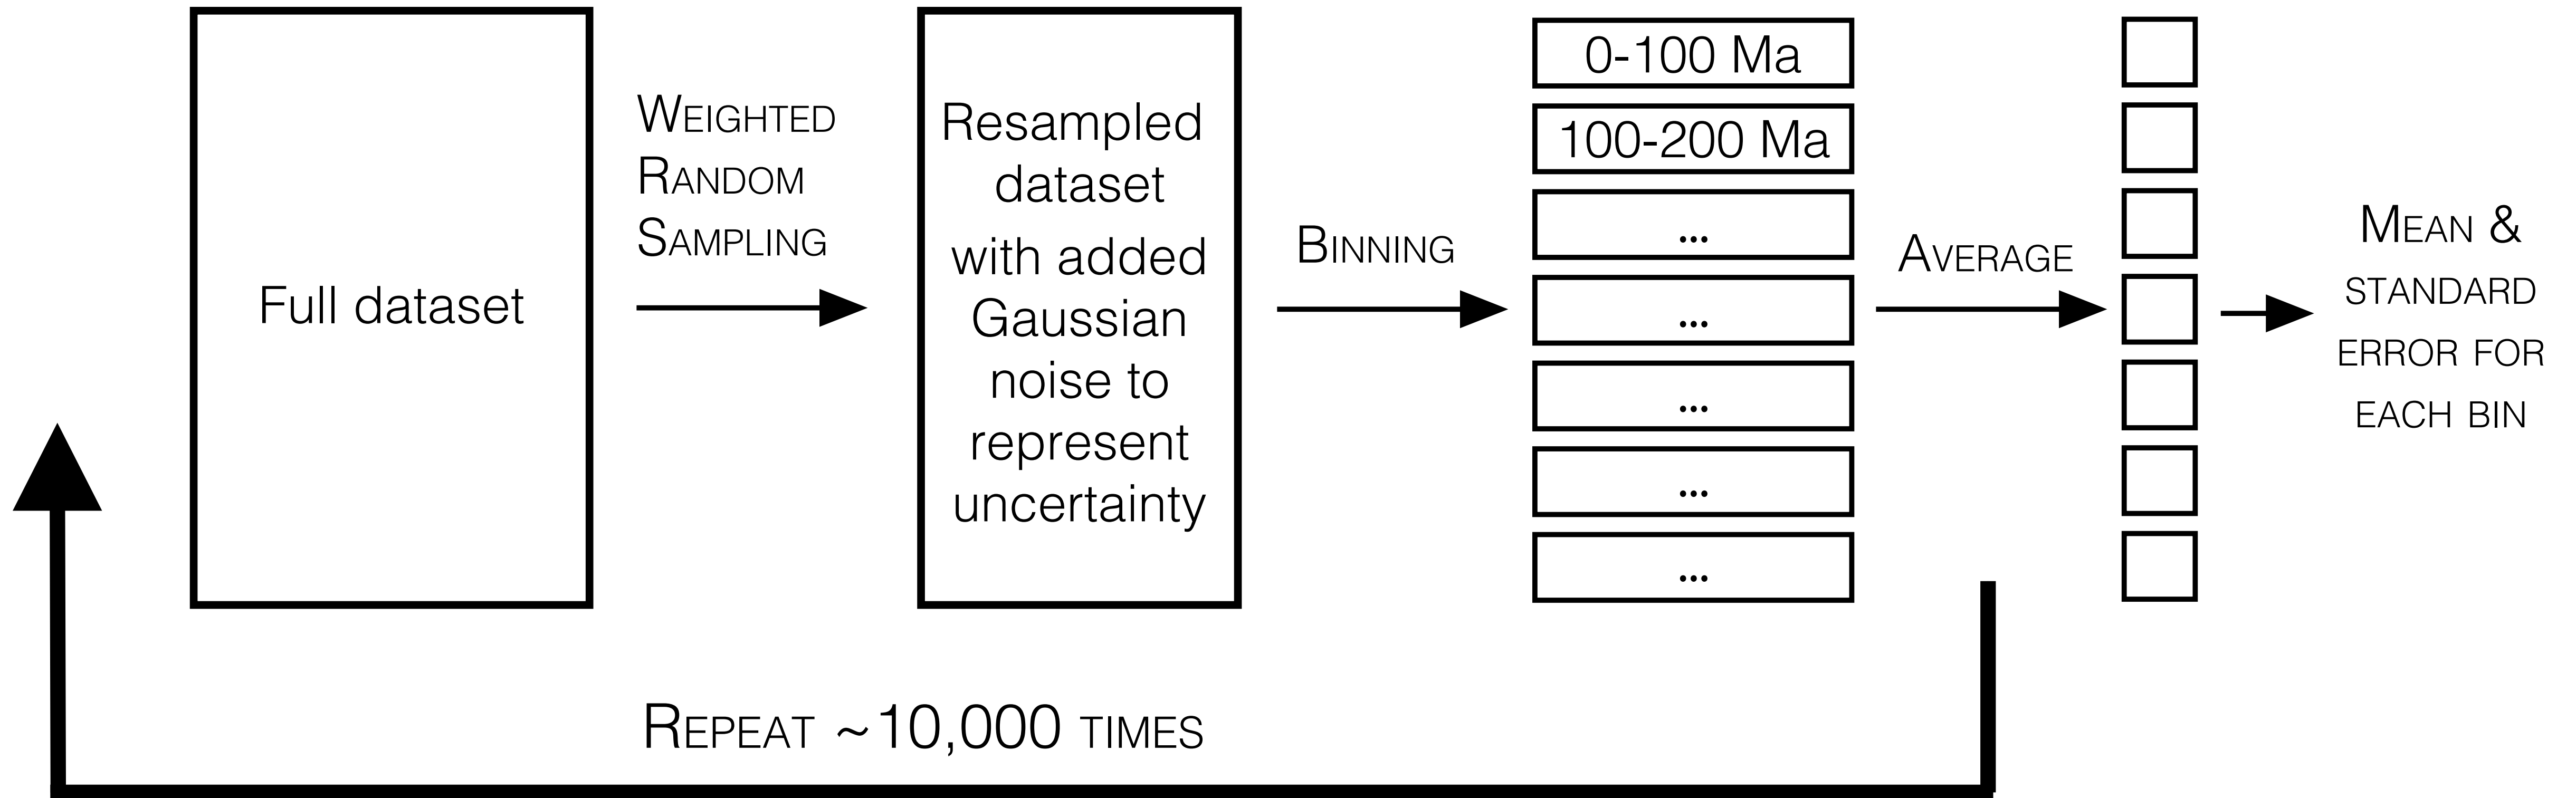 Full dataset
WEIGHTED
RANDOM
SAMPLING
Resampled
dataset
with added
Gaussian
noise to
represent
uncertainty
BINNING
0-100 Ma
100-200 Ma
...
...
...
...
...
AVERAGE
MEAN &
STANDARD
ERROR FOR
EACH BIN
REPEAT ~10,000 TIMES